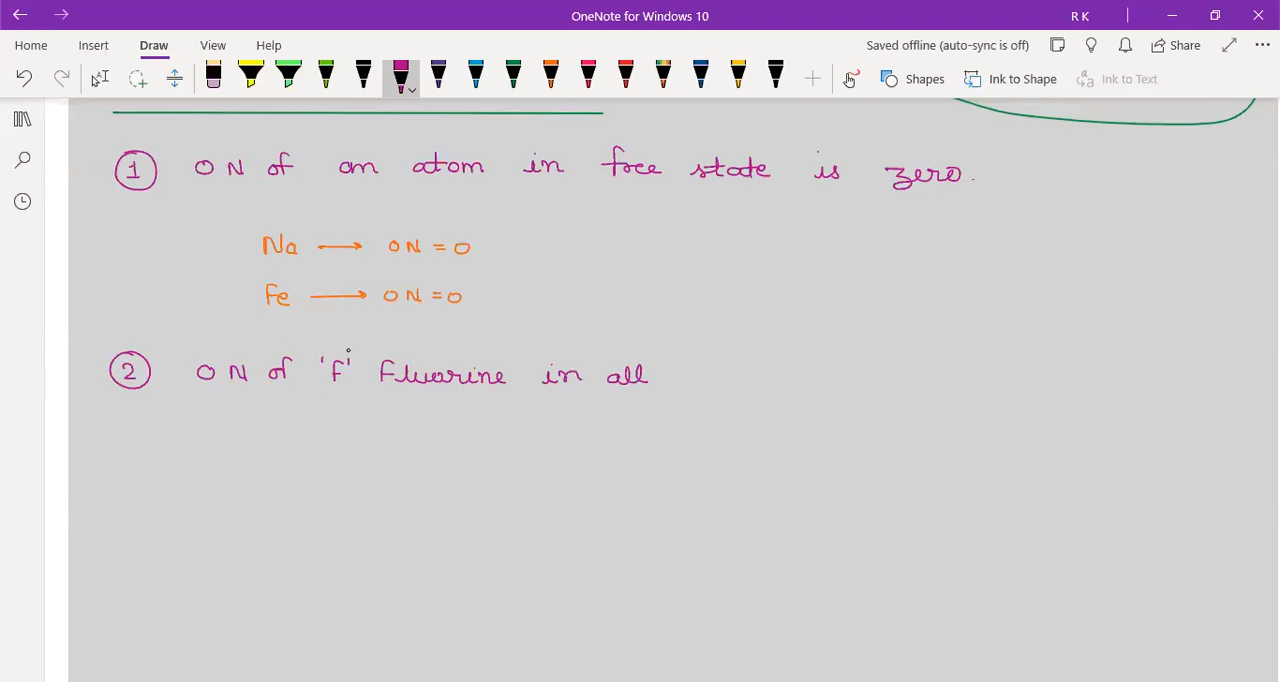 OneNote for Windows 10
R K
Home Insert Draw View Help
Saved offline (auto-sync is off) Share
Shapes Ink to Shape Ink to Text
1 ON of an atom in free state is zero.
Na → ON = 0
Fe → ON = 0
2 ON of 'F' Fluorine in all